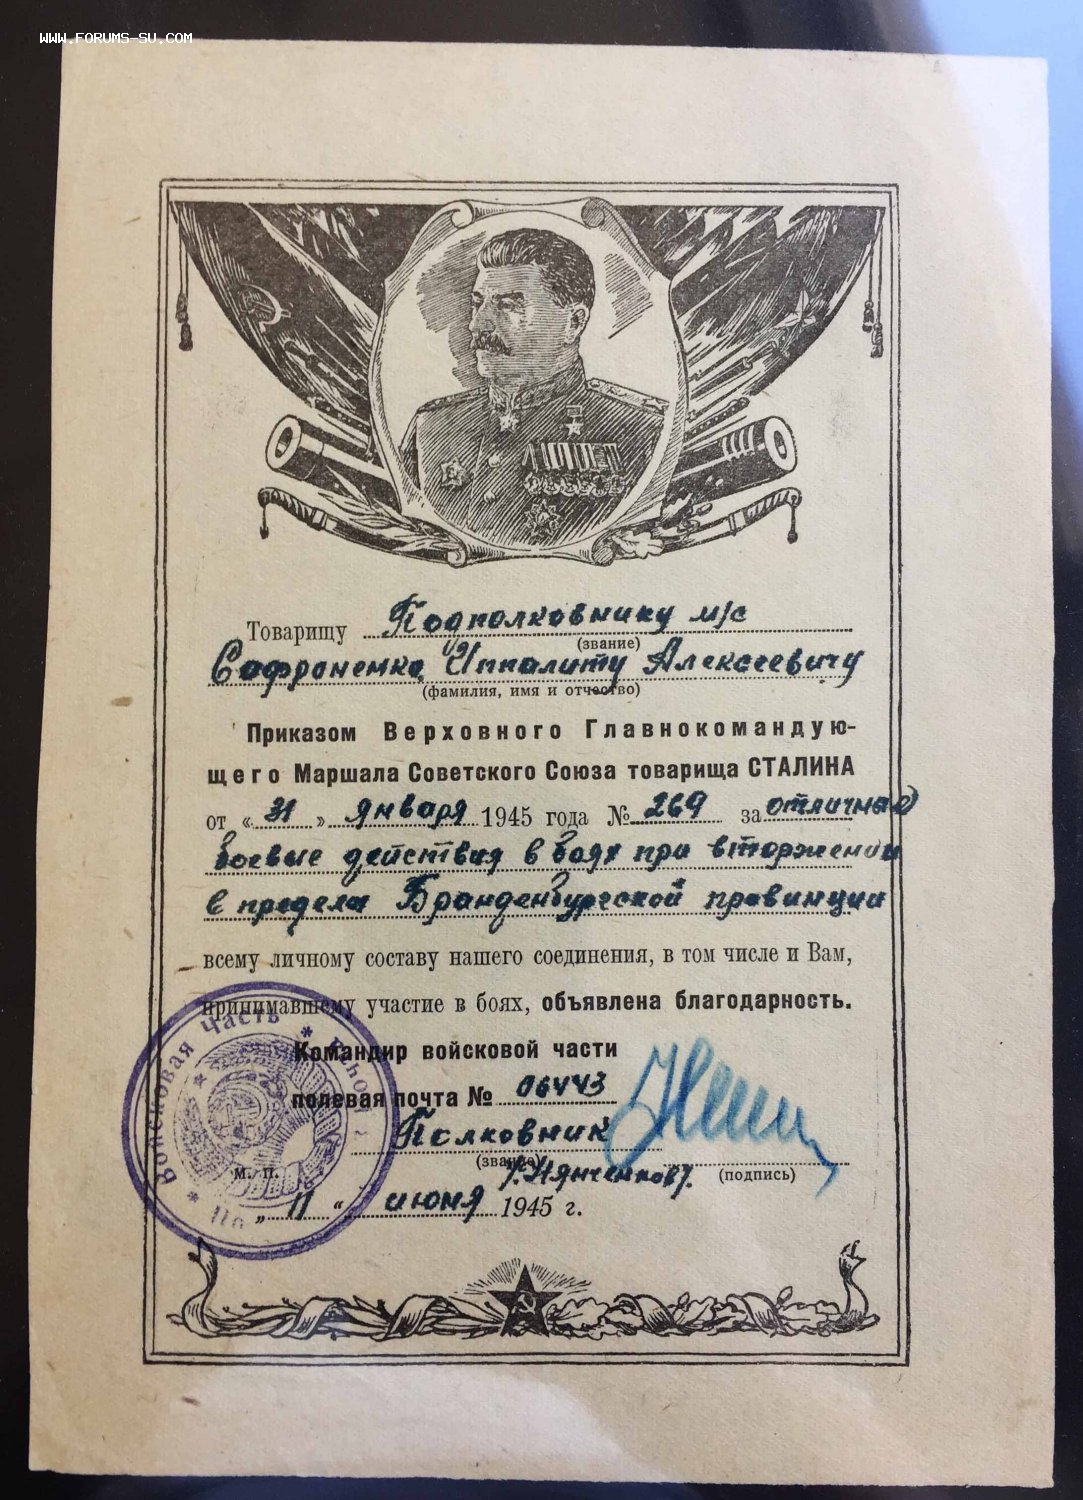 WWW.FORUMS-SU.COM
Товарищу Подполковнику м/с
(звание)
Софроненко Ипполиту Алексеевичу
(фамилия, имя и отчество)
Приказом Верховного Главнокомандую-
щего Маршала Советского Союза товарища СТАЛИНА
от « 31 » января 1945 года № 269 за отличные
боевые действия в боях при вторжении
в пределы Бранденбургской провинции
всему личному составу нашего соединения, в том числе и Вам,
принимавшему участие в боях, объявлена благодарность.
Командир войсковой части
полевая почта № 06443
Полковник
(звание) (подпись)
м. п.
„ 11 “ июня 1945 г.
Войсковая Часть